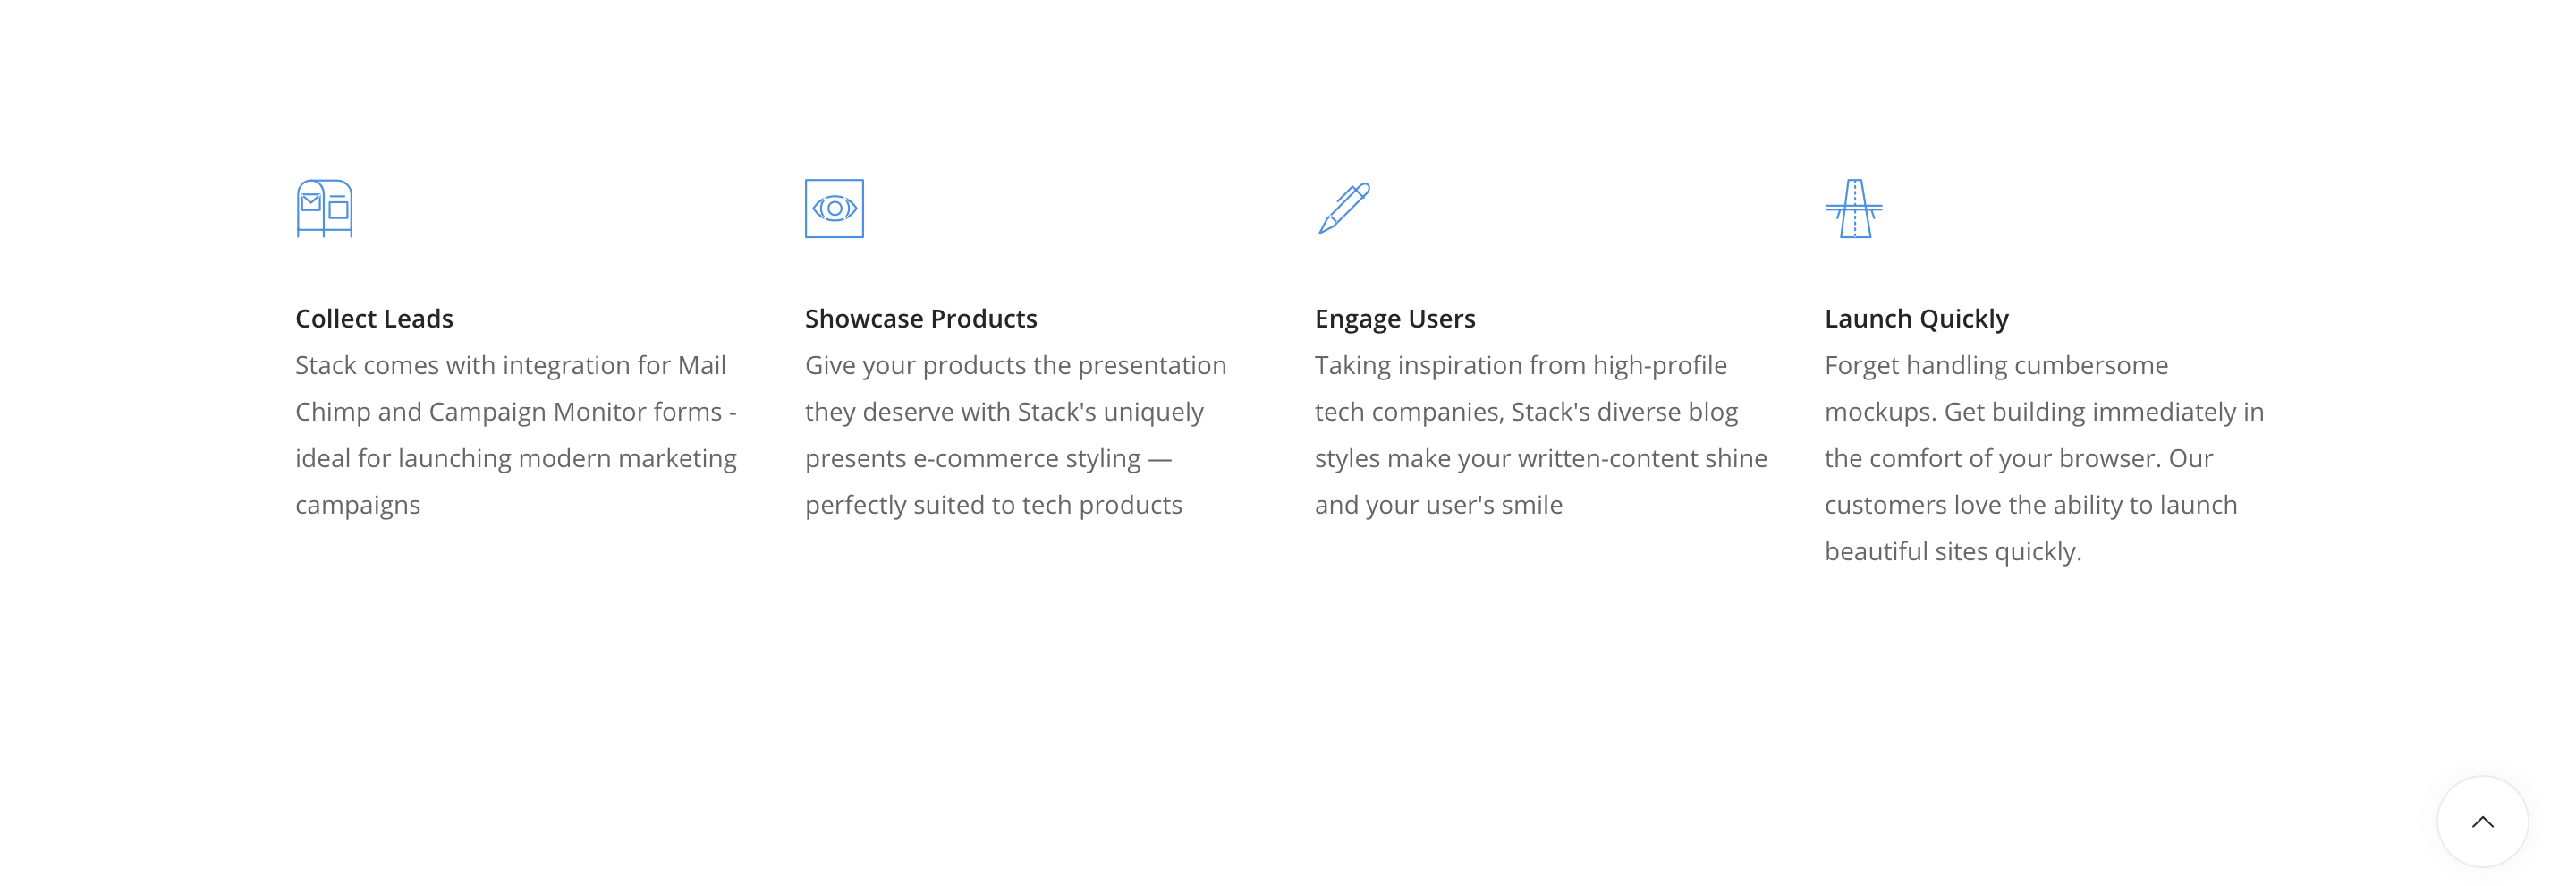 Collect Leads
Stack comes with integration for Mail
Chimp and Campaign Monitor forms -
ideal for launching modern marketing
campaigns
Showcase Products
Give your products the presentation
they deserve with Stack's uniquely
presents e-commerce styling —
perfectly suited to tech products
Engage Users
Taking inspiration from high-profile
tech companies, Stack's diverse blog
styles make your written-content shine
and your user's smile
Launch Quickly
Forget handling cumbersome
mockups. Get building immediately in
the comfort of your browser. Our
customers love the ability to launch
beautiful sites quickly.